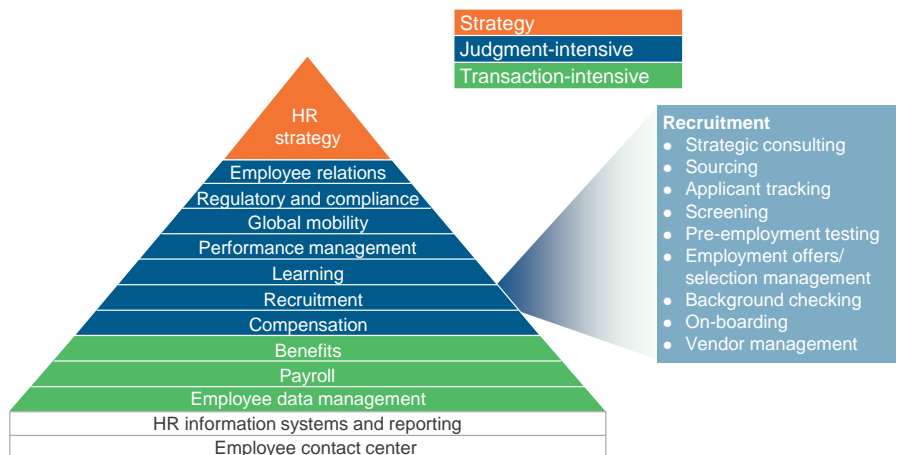 Strategy
Judgment-intensive
Transaction-intensive
HR
strategy
Employee relations
Regulatory and compliance
Global mobility
Performance management
Learning
Recruitment
Compensation
Benefits
Payroll
Employee data management
HR information systems and reporting
Employee contact center
Recruitment
● Strategic consulting
● Sourcing
● Applicant tracking
● Screening
● Pre-employment testing
● Employment offers/
selection management
● Background checking
● On-boarding
● Vendor management